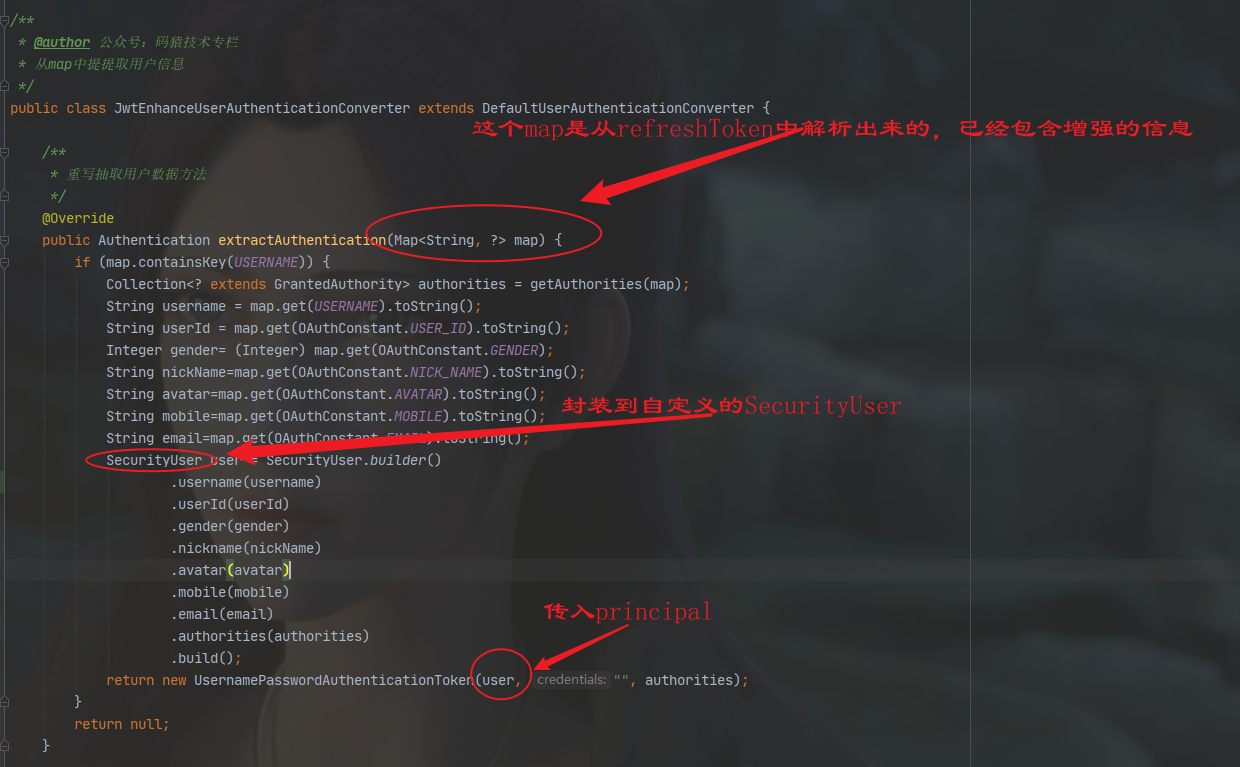 /**
 * @author 公众号：码猿技术专栏
 * 从map中提提取用户信息
 */
public class JwtEnhanceUserAuthenticationConverter extends DefaultUserAuthenticationConverter {
这个map是从refreshToken中解析出来的，已经包含增强的信息
    /**
     * 重写抽取用户数据方法
     */
    @Override
    public Authentication extractAuthentication(Map<String, ?> map) {
        if (map.containsKey(USERNAME)) {
            Collection<? extends GrantedAuthority> authorities = getAuthorities(map);
            String username = map.get(USERNAME).toString();
            String userId = map.get(OAuthConstant.USER_ID).toString();
            Integer gender= (Integer) map.get(OAuthConstant.GENDER);
            String nickName=map.get(OAuthConstant.NICK_NAME).toString();
            String avatar=map.get(OAuthConstant.AVATAR).toString();
            String mobile=map.get(OAuthConstant.MOBILE).toString();
封装到自定义的SecurityUser
            String email=map.get(OAuthConstant.EMAIL).toString();
            SecurityUser user = SecurityUser.builder()
                    .username(username)
                    .userId(userId)
                    .gender(gender)
                    .nickname(nickName)
                    .avatar(avatar)
                    .mobile(mobile)
                    .email(email)
传入principal
                    .authorities(authorities)
                    .build();
            return new UsernamePasswordAuthenticationToken(user, credentials: "", authorities);
        }
        return null;
    }